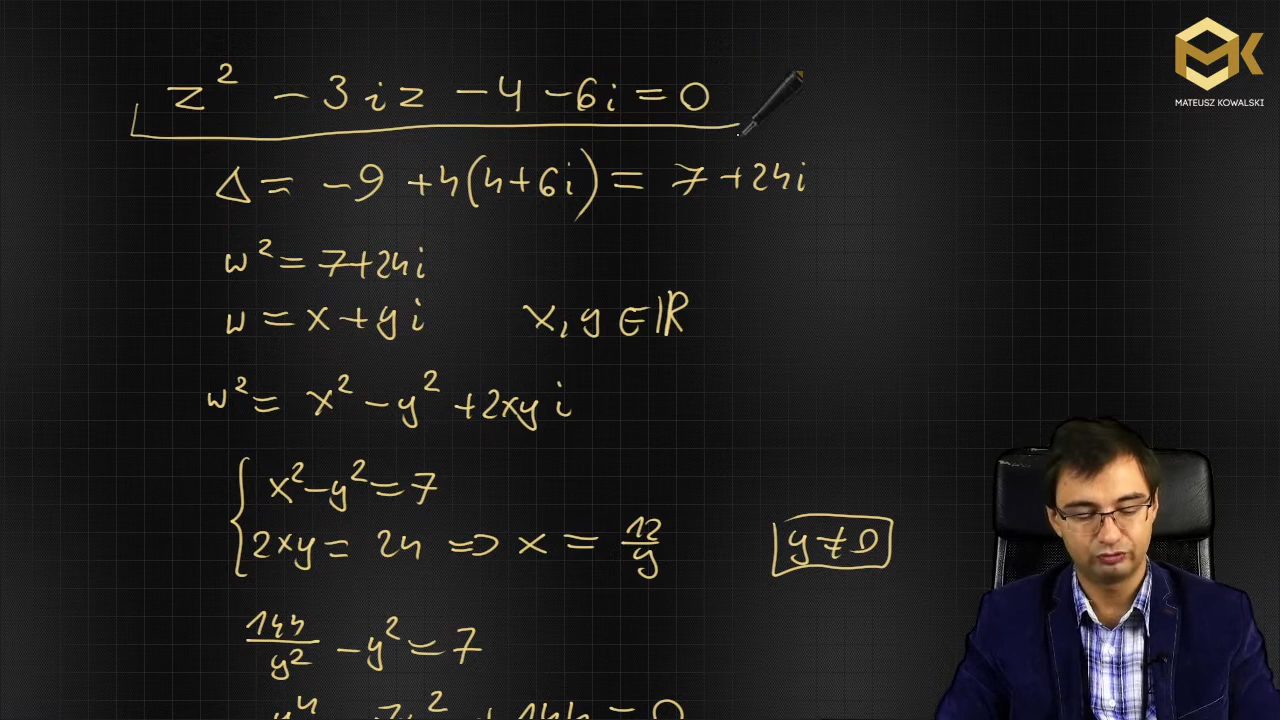 z² - 3iz - 4 - 6i = 0
Δ = -9 + 4(4+6i) = 7 + 24i
w² = 7+24i
w = x + yi x, y ∈ ℝ
w² = x² - y² + 2xyi
x² - y² = 7
2xy = 24 => x = 12/y y ≠ 0
144/y² - y² = 7
MATEUSZ KOWALSKI